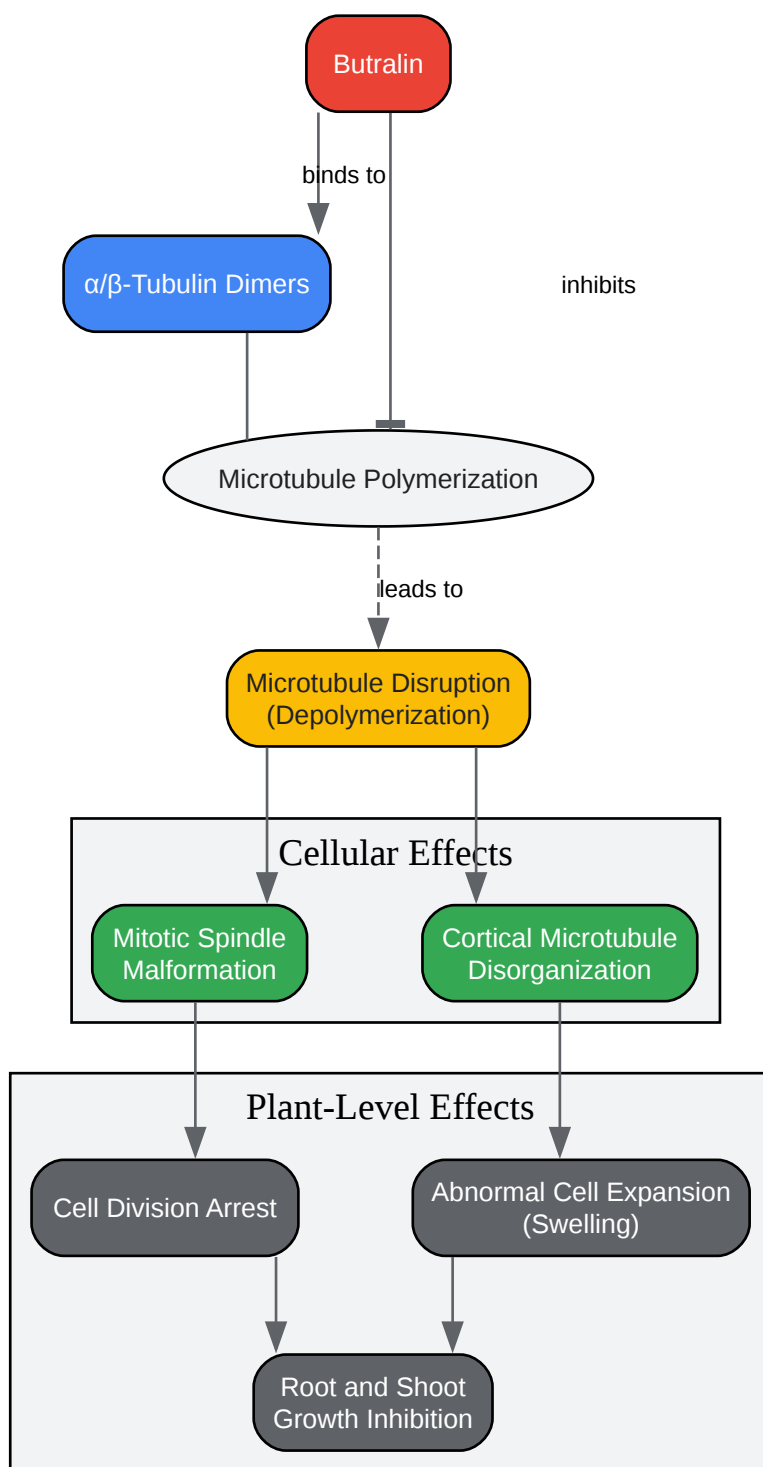 Butralin
binds to
α/β-Tubulin Dimers
inhibits
Microtubule Polymerization
leads to
Microtubule Disruption
(Depolymerization)
Cellular Effects
Mitotic Spindle
Malformation
Cortical Microtubule
Disorganization
Plant-Level Effects
Cell Division Arrest
Abnormal Cell Expansion
(Swelling)
Root and Shoot
Growth Inhibition